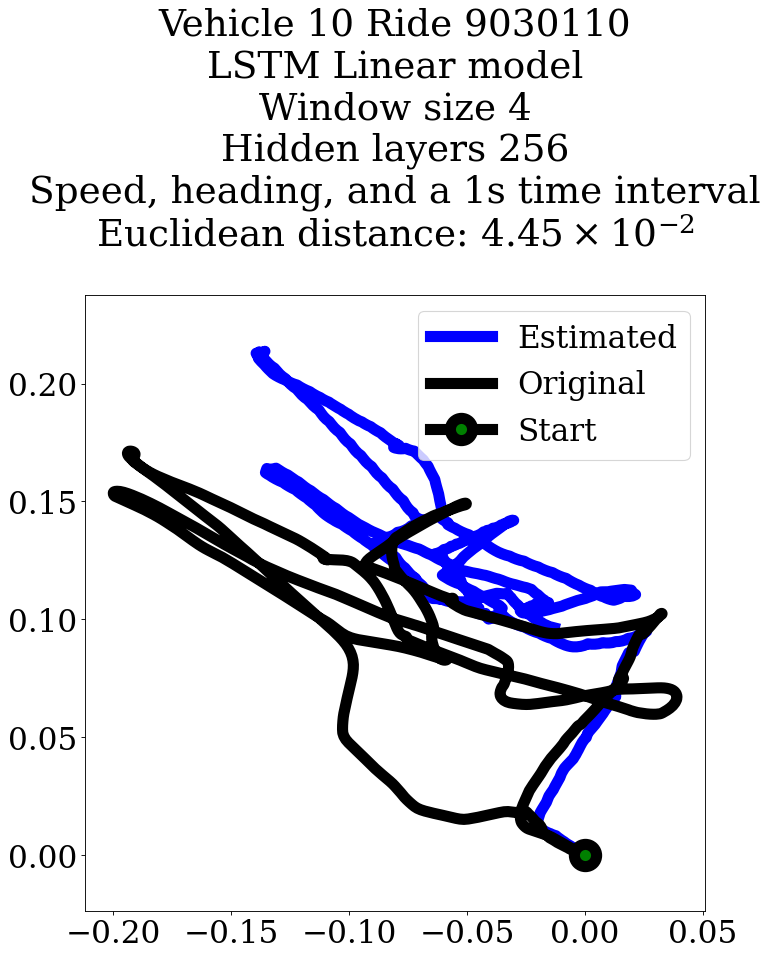 Vehicle 10 Ride 9030110
LSTM Linear model
Window size 4
Hidden layers 256
Speed, heading, and a 1s time interval
Euclidean distance: 4.45 × 10⁻²
Estimated
Original
Start
0.20
0.15
0.10
0.05
0.00
−0.20 −0.15 −0.10 −0.05 0.00 0.05